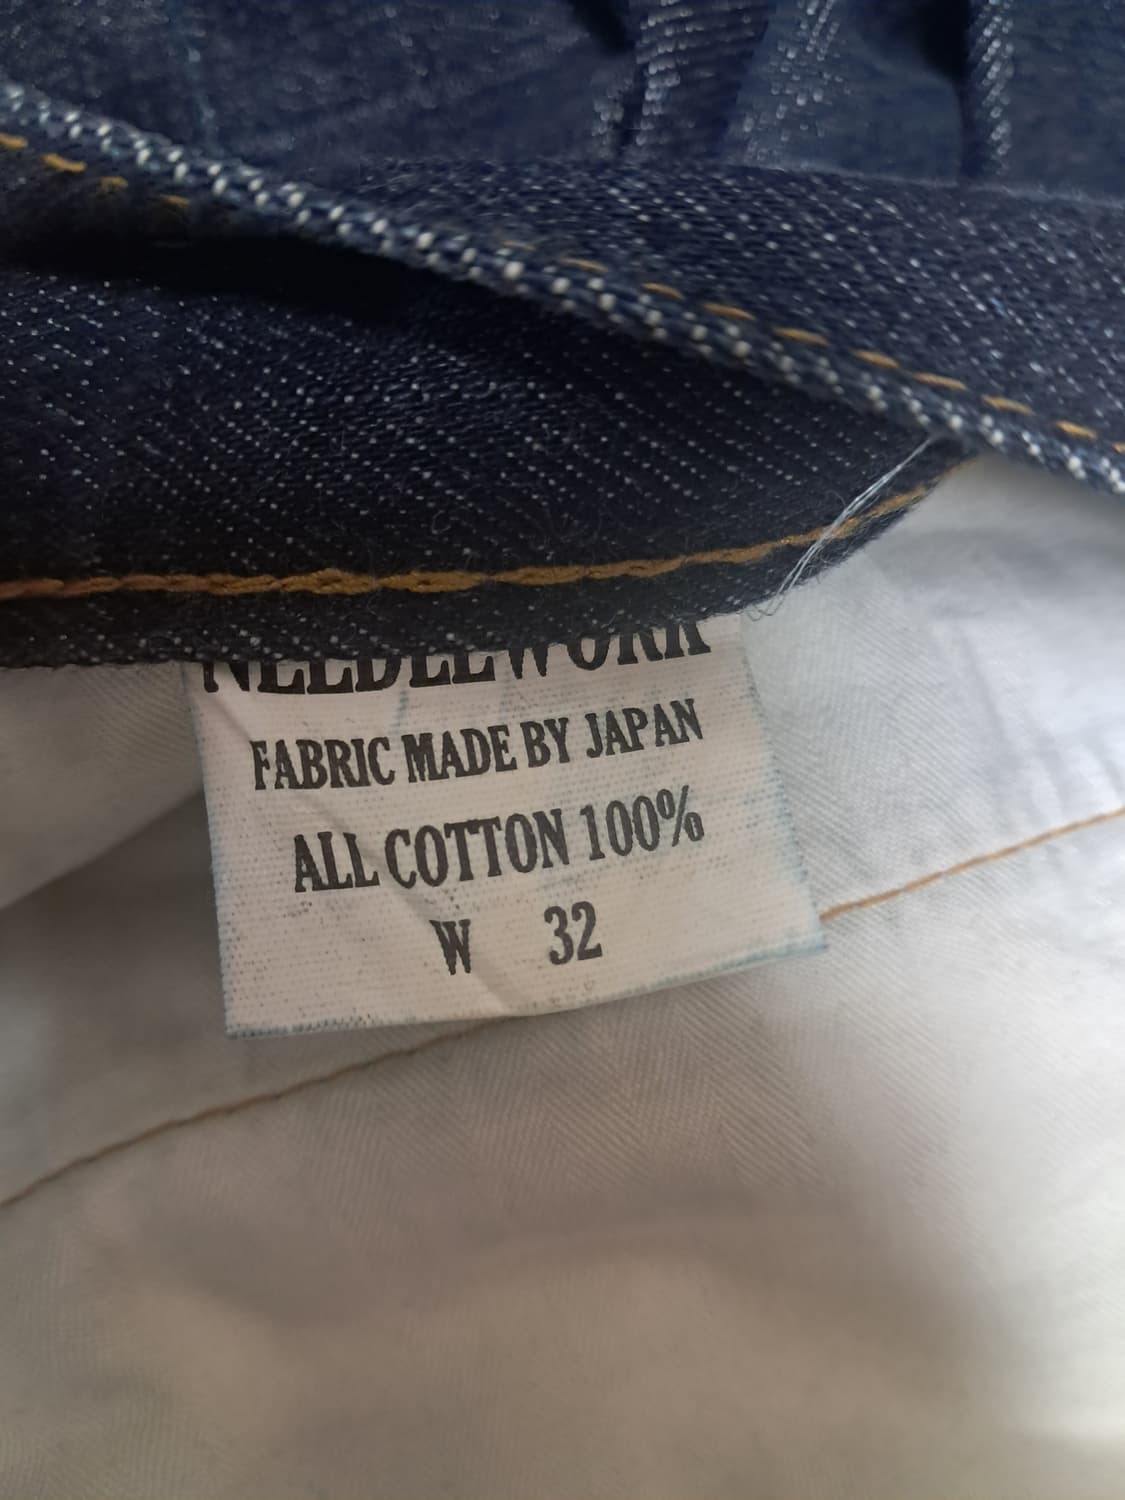 NEEDLEWORK
FABRIC MADE BY JAPAN
ALL COTTON 100%
W 32